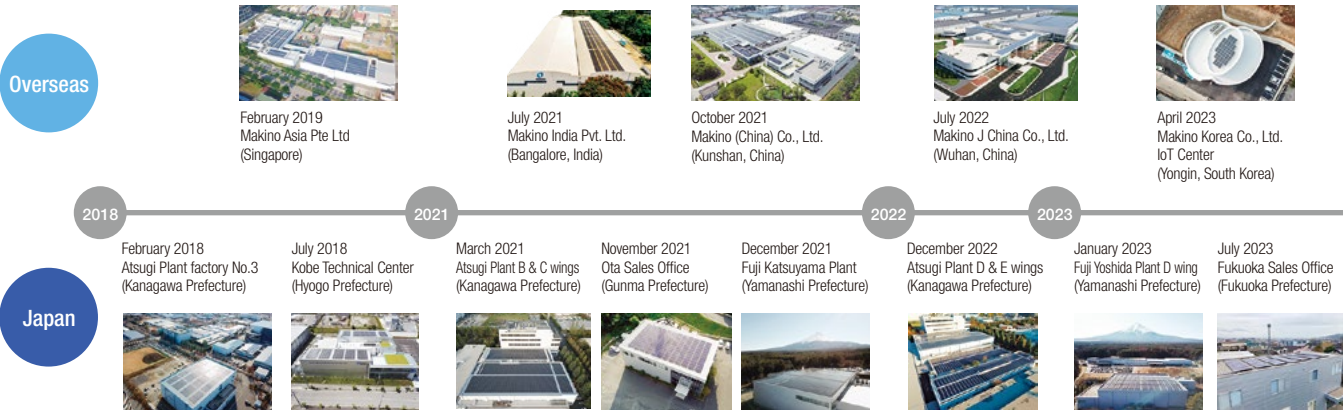 Overseas
February 2019
Makino Asia Pte Ltd
(Singapore)
July 2021
Makino India Pvt. Ltd.
(Bangalore, India)
October 2021
Makino (China) Co., Ltd.
(Kunshan, China)
July 2022
Makino J China Co., Ltd.
(Wuhan, China)
April 2023
Makino Korea Co., Ltd.
IoT Center
(Yongin, South Korea)
2018
2021
2022
2023
Japan
February 2018
Atsugi Plant factory No.3
(Kanagawa Prefecture)
July 2018
Kobe Technical Center
(Hyogo Prefecture)
March 2021
Atsugi Plant B & C wings
(Kanagawa Prefecture)
November 2021
Ota Sales Office
(Gunma Prefecture)
December 2021
Fuji Katsuyama Plant
(Yamanashi Prefecture)
December 2022
Atsugi Plant D & E wings
(Kanagawa Prefecture)
January 2023
Fuji Yoshida Plant D wing
(Yamanashi Prefecture)
July 2023
Fukuoka Sales Office
(Fukuoka Prefecture)